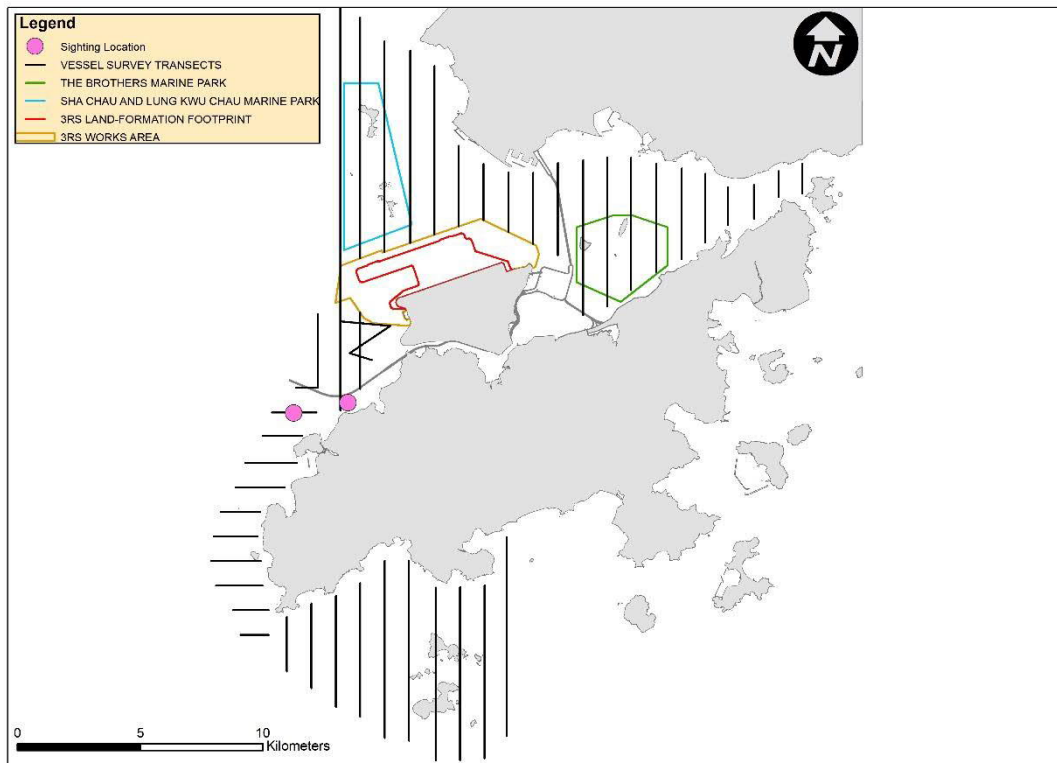 Legend
Sighting Location
VESSEL SURVEY TRANSECTS
THE BROTHERS MARINE PARK
SHA CHAU AND LUNG KWU CHAU MARINE PARK
3RS LAND-FORMATION FOOTPRINT
3RS WORKS AREA
N
0 5 10
Kilometers